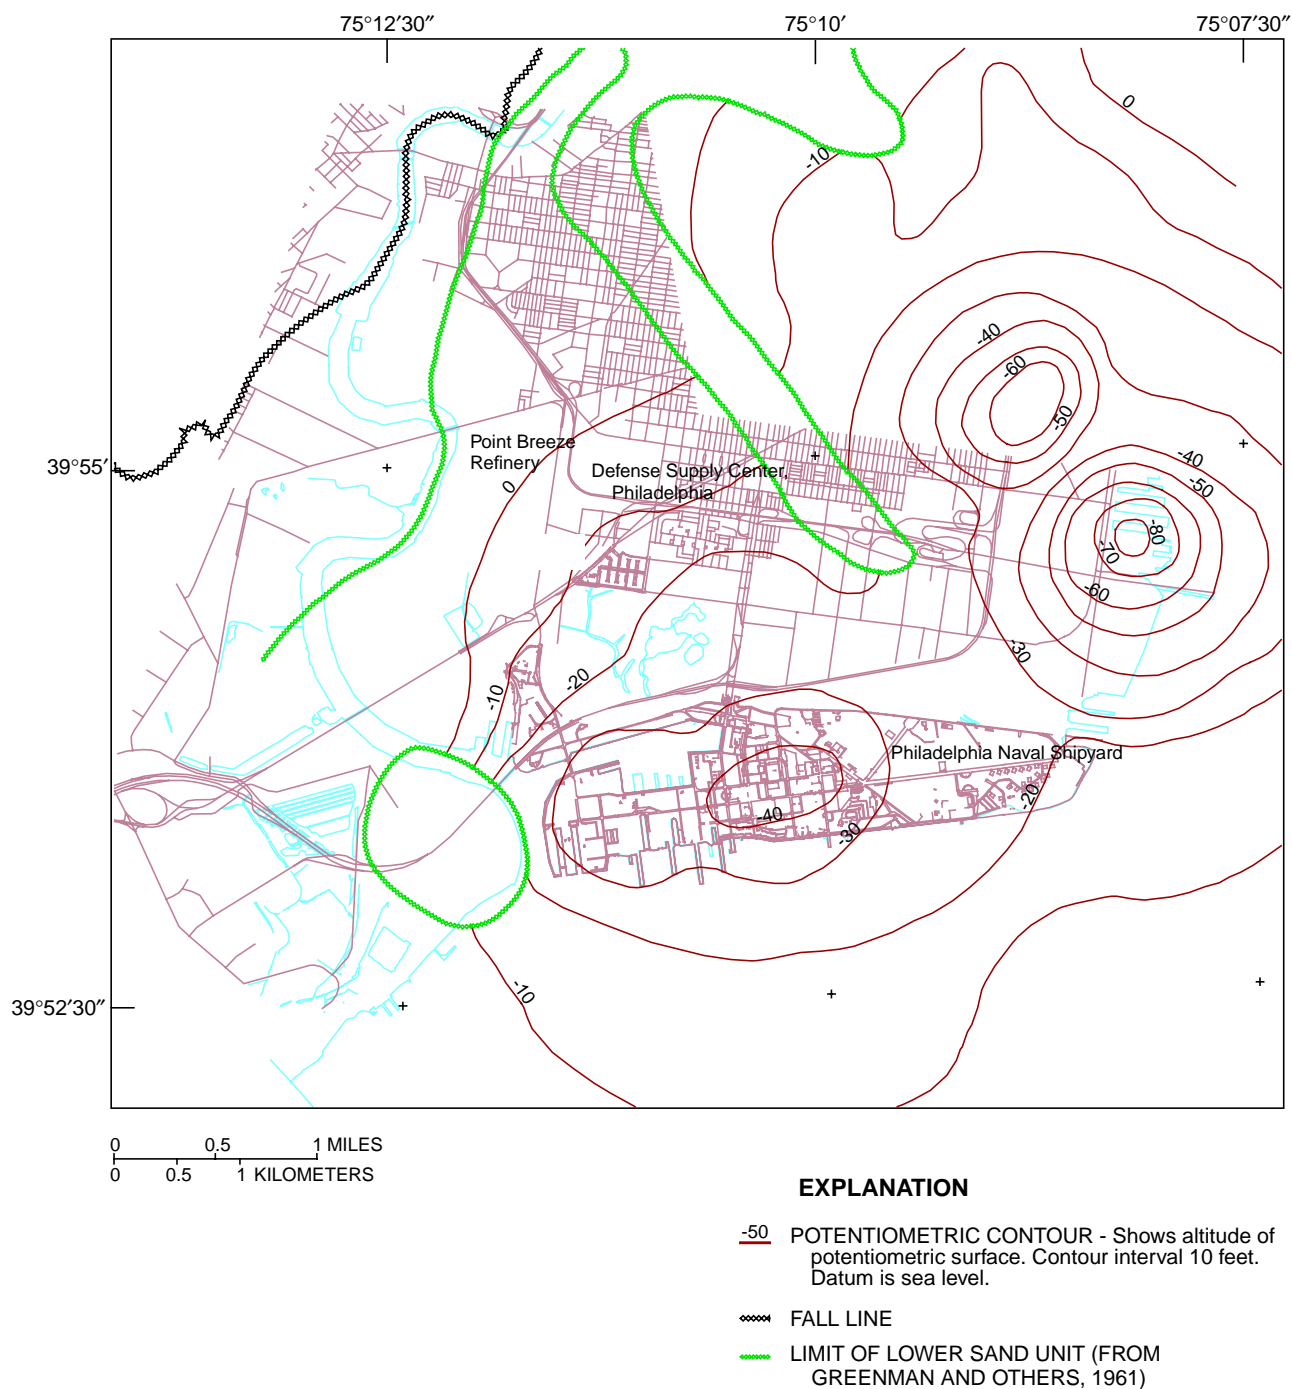 75°12′30″
75°10′
75°07′30″
0
-10
-40
-60
-50
39°55′
Point Breeze
Refinery
0
Defense Supply Center,
Philadelphia
-40
-50
-80
-70
-60
-30
-10
-20
Philadelphia Naval Shipyard
-20
-40
-30
-10
39°52′30″
0 0.5 1 MILES
0 0.5 1 KILOMETERS
EXPLANATION
-50 POTENTIOMETRIC CONTOUR - Shows altitude of
potentiometric surface. Contour interval 10 feet.
Datum is sea level.
FALL LINE
LIMIT OF LOWER SAND UNIT (FROM
GREENMAN AND OTHERS, 1961)